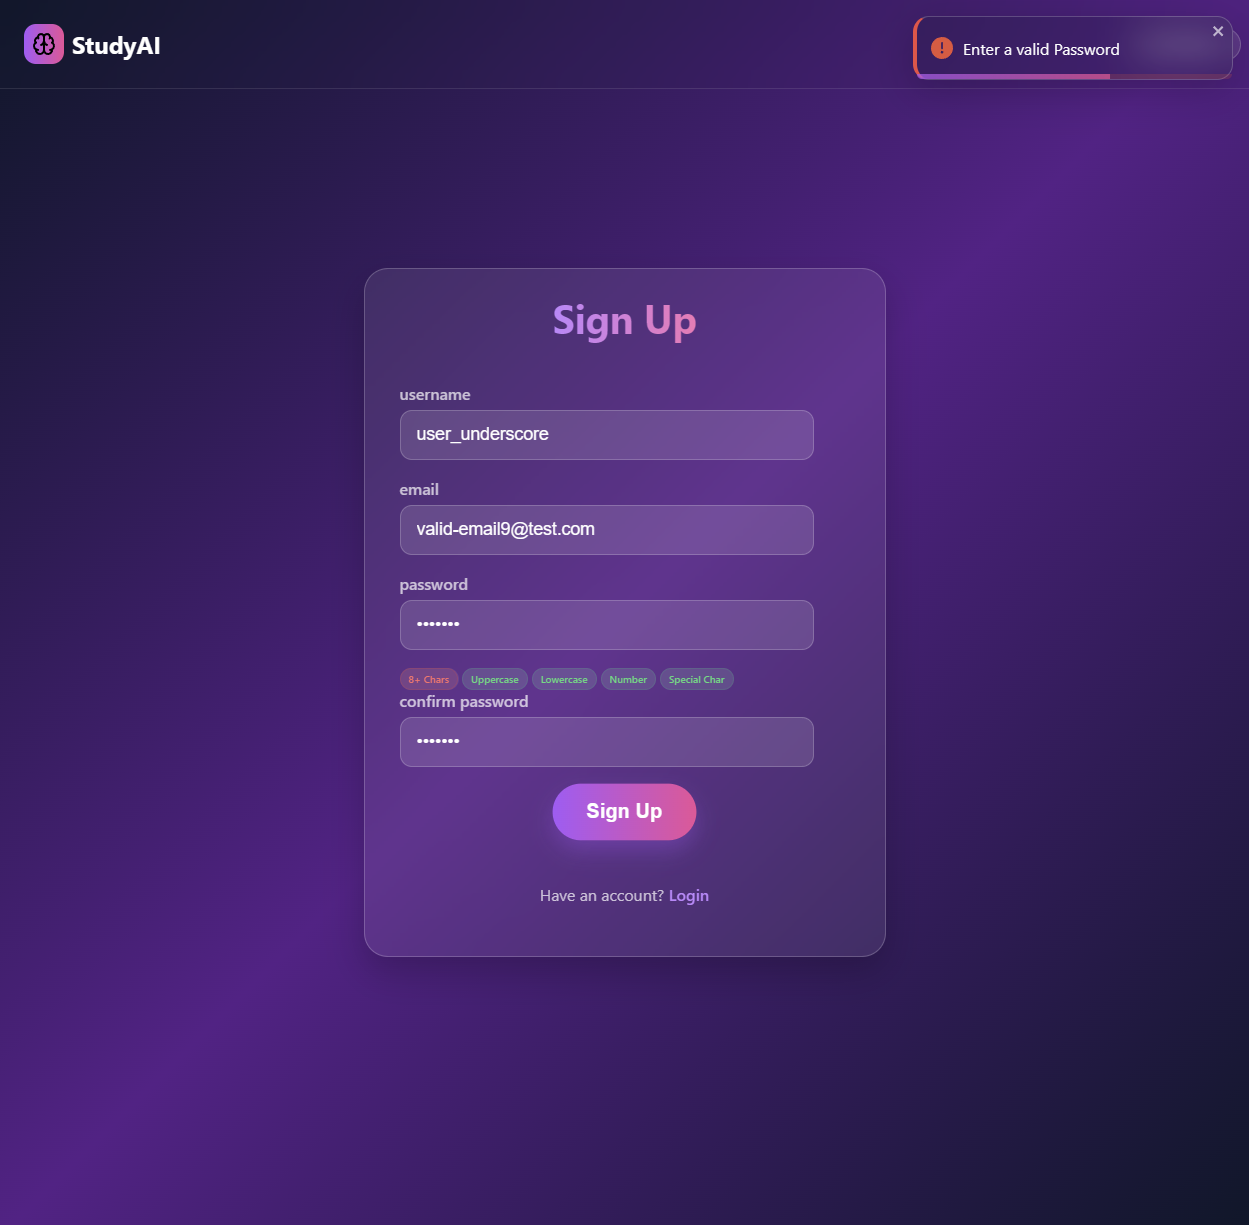 StudyAI
Enter a valid Password
Sign Up
username
user_underscore
email
valid-email9@test.com
password
•••••••
8+ Chars Uppercase Lowercase Number Special Char
confirm password
•••••••
Sign Up
Have an account? Login